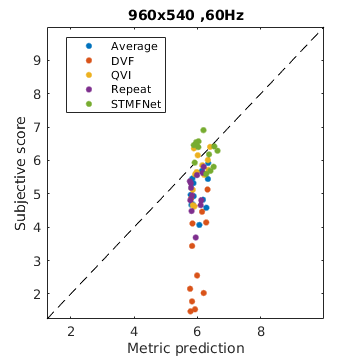 960x540 ,60Hz
Average
DVF
QVI
Repeat
STMFNet
Subjective score
9
8
7
6
5
4
3
2
2 4 6 8
Metric prediction